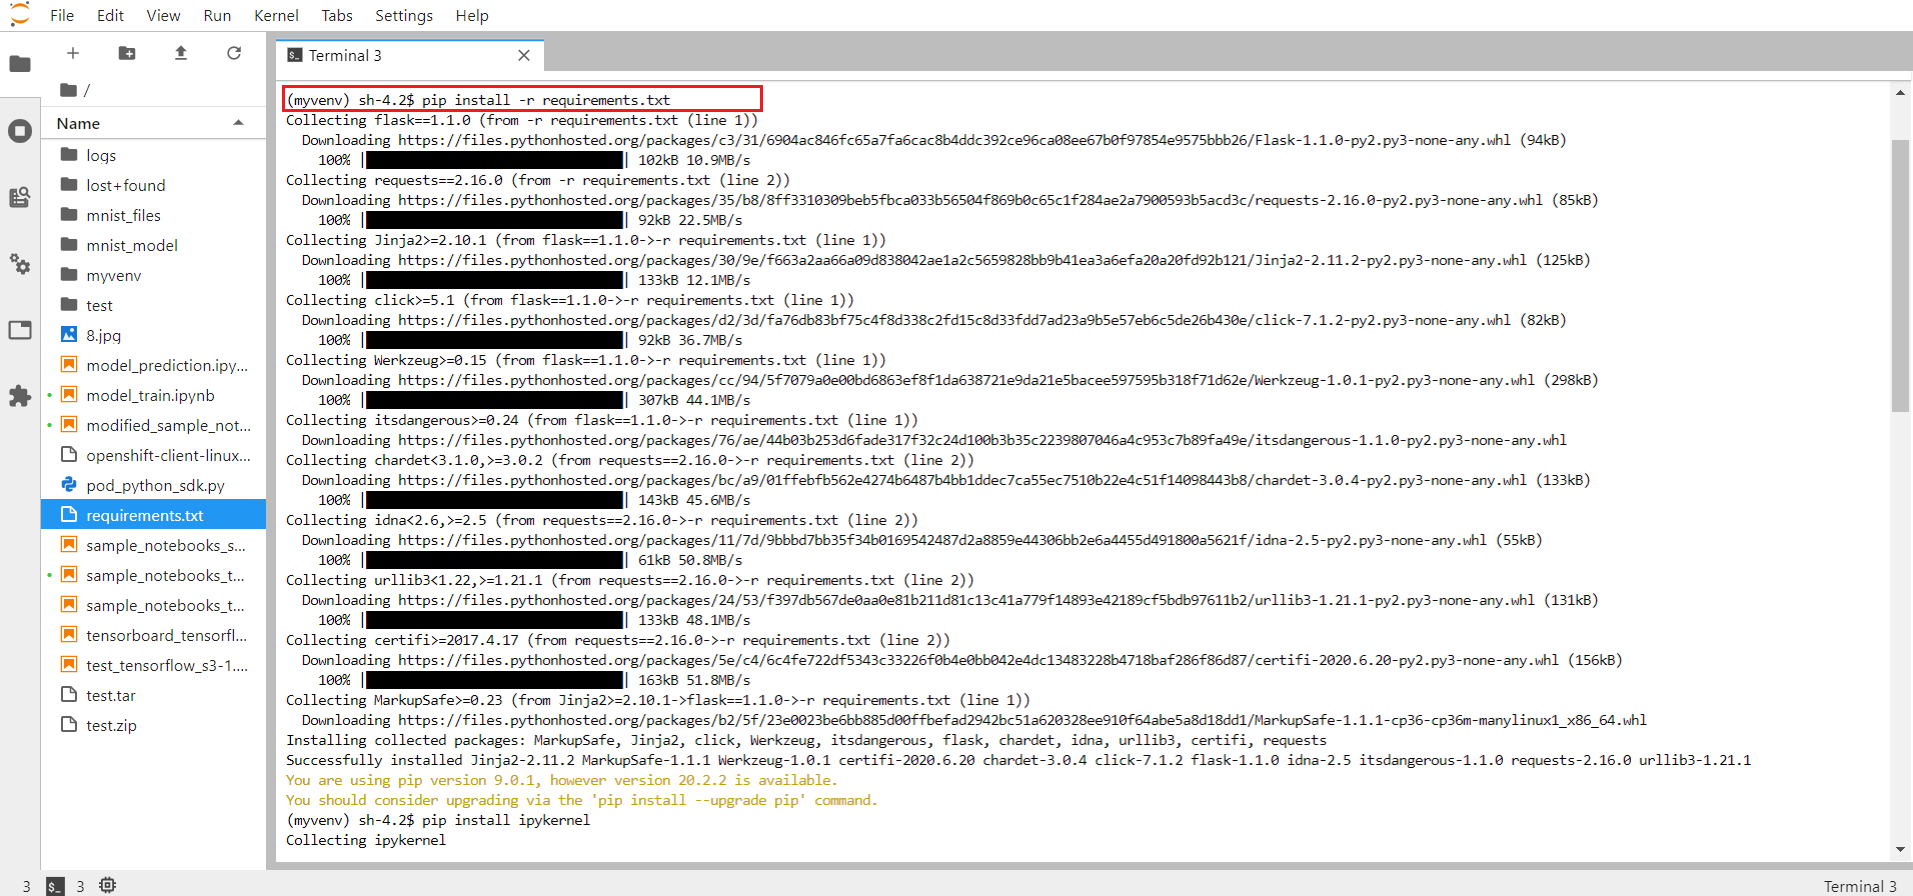 File Edit View Run Kernel Tabs Settings Help
Terminal 3
/
Name
logs
lost+found
mnist_files
mnist_model
myvenv
test
8.jpg
model_prediction.ipy...
model_train.ipynb
modified_sample_not...
openshift-client-linux...
pod_python_sdk.py
requirements.txt
sample_notebooks_s...
sample_notebooks_t...
sample_notebooks_t...
tensorboard_tensorfl...
test_tensorflow_s3-1....
test.tar
test.zip
(myvenv) sh-4.2$ pip install -r requirements.txt
Collecting flask==1.1.0 (from -r requirements.txt (line 1))
Downloading https://files.pythonhosted.org/packages/c3/31/6904ac846fc65a7fa6cac8b4ddc392ce96ca08ee67b0f97854e9575bbb26/Flask-1.1.0-py2.py3-none-any.whl (94kB)
100% | | 102kB 10.9MB/s
Collecting requests==2.16.0 (from -r requirements.txt (line 2))
Downloading https://files.pythonhosted.org/packages/35/b8/8ff3310309beb5fbca033b56504f869b0c65c1f284ae2a7900593b5acd3c/requests-2.16.0-py2.py3-none-any.whl (85kB)
100% | | 92kB 22.5MB/s
Collecting Jinja2>=2.10.1 (from flask==1.1.0->-r requirements.txt (line 1))
Downloading https://files.pythonhosted.org/packages/30/9e/f663a2aa66a09d838042ae1a2c5659828bb9b41ea3a6efa20a20fd92b121/Jinja2-2.11.2-py2.py3-none-any.whl (125kB)
100% | | 133kB 12.1MB/s
Collecting click>=5.1 (from flask==1.1.0->-r requirements.txt (line 1))
Downloading https://files.pythonhosted.org/packages/d2/3d/fa76db83bf75c4f8d338c2fd15c8d33fdd7ad23a9b5e57eb6c5de26b430e/click-7.1.2-py2.py3-none-any.whl (82kB)
100% | | 92kB 36.7MB/s
Collecting Werkzeug>=0.15 (from flask==1.1.0->-r requirements.txt (line 1))
Downloading https://files.pythonhosted.org/packages/cc/94/5f7079a0e00bd6863ef8f1da638721e9da21e5bacee597595b318f71d62e/Werkzeug-1.0.1-py2.py3-none-any.whl (298kB)
100% | | 307kB 44.1MB/s
Collecting itsdangerous>=0.24 (from flask==1.1.0->-r requirements.txt (line 1))
Downloading https://files.pythonhosted.org/packages/76/ae/44b03b253d6fade317f32c24d100b3b35c2239807046a4c953c7b89fa49e/itsdangerous-1.1.0-py2.py3-none-any.whl
Collecting chardet<3.1.0,>=3.0.2 (from requests==2.16.0->-r requirements.txt (line 2))
Downloading https://files.pythonhosted.org/packages/bc/a9/01ffebfb562e4274b6487b4bb1ddec7ca55ec7510b22e4c51f14098443b8/chardet-3.0.4-py2.py3-none-any.whl (133kB)
100% | | 143kB 45.6MB/s
Collecting idna<2.6,>=2.5 (from requests==2.16.0->-r requirements.txt (line 2))
Downloading https://files.pythonhosted.org/packages/11/7d/9bbbd7bb35f34b0169542487d2a8859e44306bb2e6a4455d491800a5621f/idna-2.5-py2.py3-none-any.whl (55kB)
100% | | 61kB 50.8MB/s
Collecting urllib3<1.22,>=1.21.1 (from requests==2.16.0->-r requirements.txt (line 2))
Downloading https://files.pythonhosted.org/packages/24/53/f397db567de0aa0e81b211d81c13c41a779f14893e42189cf5bdb97611b2/urllib3-1.21.1-py2.py3-none-any.whl (131kB)
100% | | 133kB 48.1MB/s
Collecting certifi>=2017.4.17 (from requests==2.16.0->-r requirements.txt (line 2))
Downloading https://files.pythonhosted.org/packages/5e/c4/6c4fe722df5343c33226f0b4e0bb042e4dc13483228b4718baf286f86d87/certifi-2020.6.20-py2.py3-none-any.whl (156kB)
100% | | 163kB 51.8MB/s
Collecting MarkupSafe>=0.23 (from Jinja2>=2.10.1->flask==1.1.0->-r requirements.txt (line 1))
Downloading https://files.pythonhosted.org/packages/b2/5f/23e0023be6bb885d00ffbefad2942bc51a620328ee910f64abe5a8d18dd1/MarkupSafe-1.1.1-cp36-cp36m-manylinux1_x86_64.whl
Installing collected packages: MarkupSafe, Jinja2, click, Werkzeug, itsdangerous, flask, chardet, idna, urllib3, certifi, requests
Successfully installed Jinja2-2.11.2 MarkupSafe-1.1.1 Werkzeug-1.0.1 certifi-2020.6.20 chardet-3.0.4 click-7.1.2 flask-1.1.0 idna-2.5 itsdangerous-1.1.0 requests-2.16.0 urllib3-1.21.1
You are using pip version 9.0.1, however version 20.2.2 is available.
You should consider upgrading via the 'pip install --upgrade pip' command.
(myvenv) sh-4.2$ pip install ipykernel
Collecting ipykernel
3 $_ 3 Terminal 3